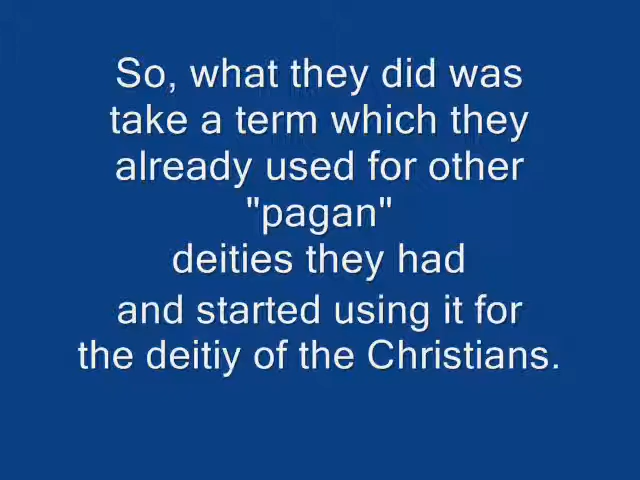 So, what they did was
take a term which they
already used for other
"pagan"
deities they had
and started using it for
the deitiy of the Christians.